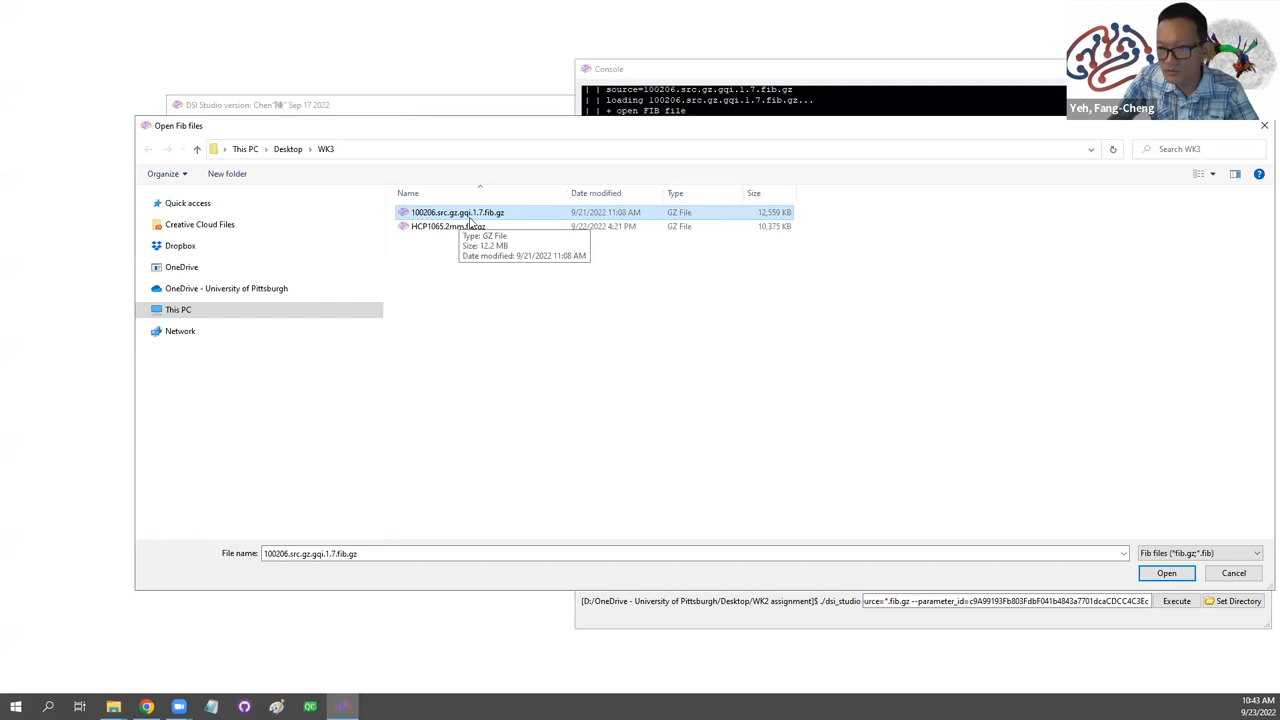 Console
Yeh, Fang-Cheng
| | source=100206.src.gz.gqi.1.7.fib.gz
| | loading 100206.src.gz.gqi.1.7.fib.gz...
| | + open FIB file
DSI Studio version: Chen"陳" Sep 17 2022
Open Fib files
This PC > Desktop > WK3
Search WK3
Organize
New folder
Name
Date modified
Type
Size
Quick access
Creative Cloud Files
Dropbox
OneDrive
OneDrive - University of Pittsburgh
This PC
Network
100206.src.gz.gqi.1.7.fib.gz 9/21/2022 11:08 AM GZ File 12,559 KB
HCP1065.2mm.fib.gz 9/22/2022 4:21 PM GZ File 10,375 KB
Type: GZ File
Size: 12.2 MB
Date modified: 9/21/2022 11:08 AM
File name: 100206.src.gz.gqi.1.7.fib.gz
Fib files (*fib.gz;*.fib)
Open
Cancel
[D:/OneDrive - University of Pittsburgh/Desktop/WK2 assignment]$ ./dsi_studio
urce=*.fib.gz --parameter_id=c9A99193Fb803FdbF041b4843a7701dcaCDCC4C3Ec
Execute
Set Directory
QC
10:43 AM
9/23/2022